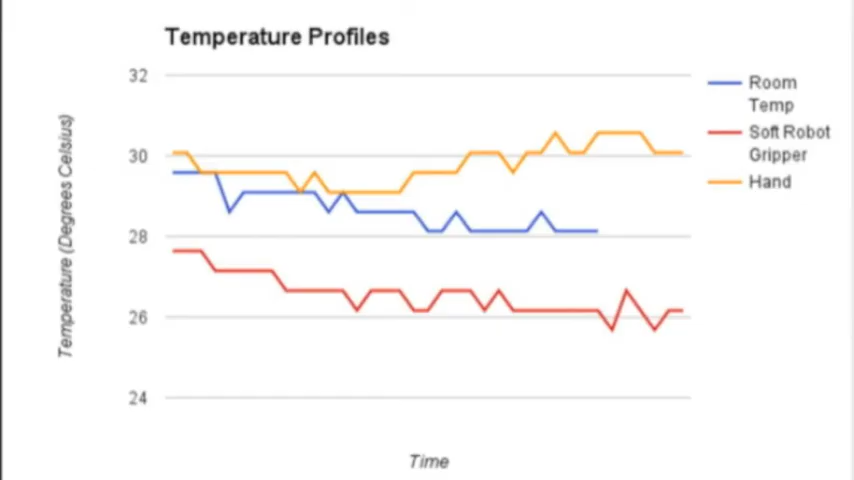 Temperature Profiles
32
30
28
26
24
Temperature (Degrees Celsius)
Time
Room
Temp
Soft Robot
Gripper
Hand